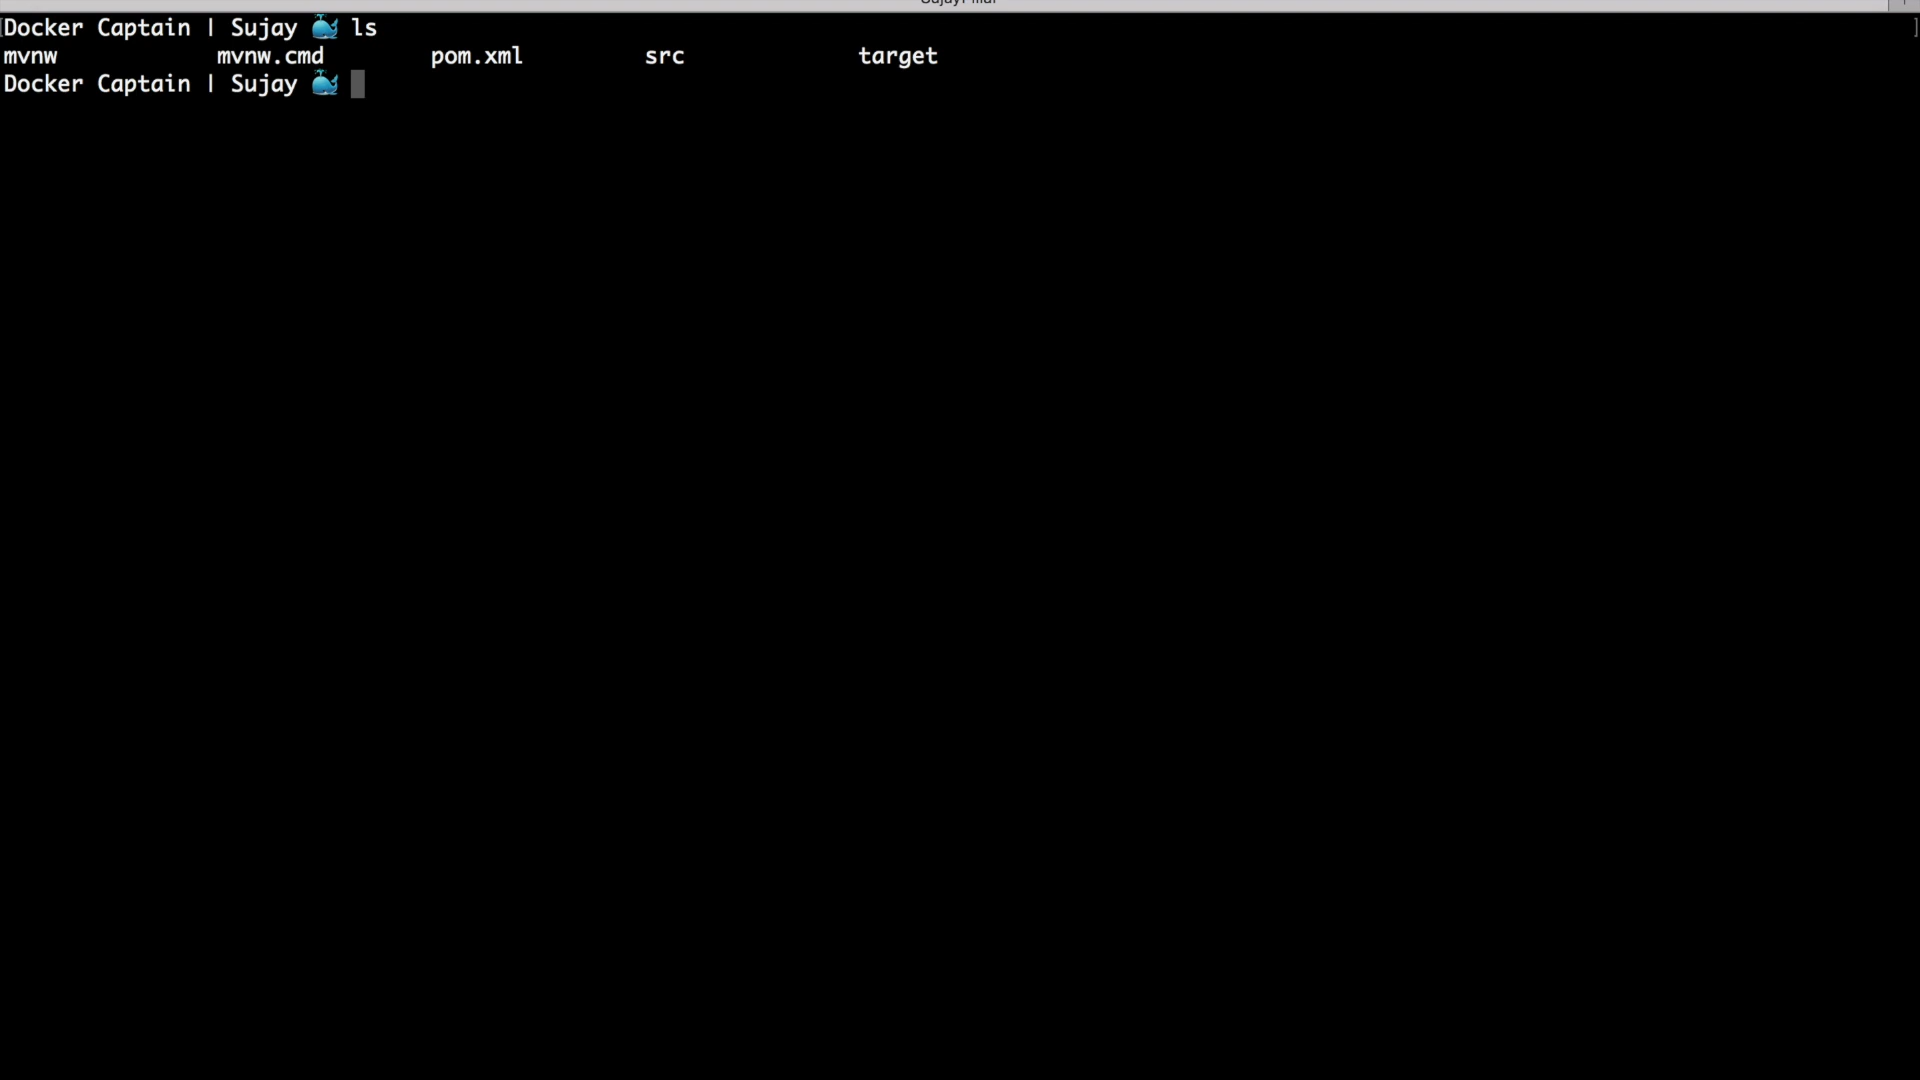 Docker Captain | Sujay 🐳 ls
mvnw mvnw.cmd pom.xml src target
Docker Captain | Sujay 🐳